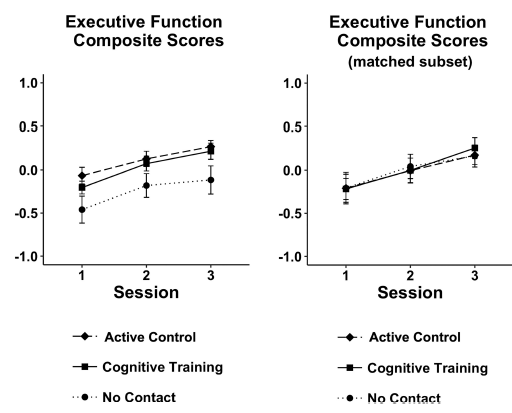 Executive Function
Composite Scores
1.0
0.5
0.0
-0.5
-1.0
1 2 3
Session
Active Control
Cognitive Training
No Contact
Executive Function
Composite Scores
(matched subset)
1.0
0.5
0.0
-0.5
-1.0
1 2 3
Session
Active Control
Cognitive Training
No Contact